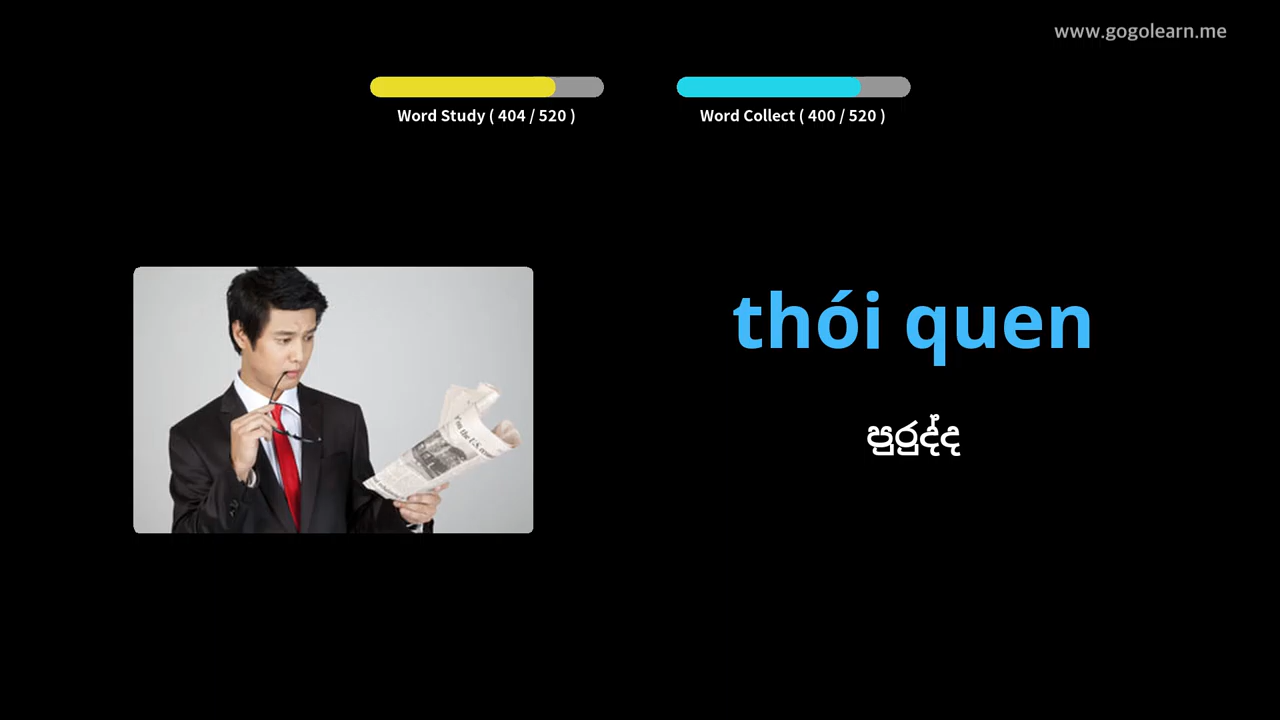 www.gogolearn.me
Word Study ( 404 / 520 )
Word Collect ( 400 / 520 )
thói quen
පුරුද්ද